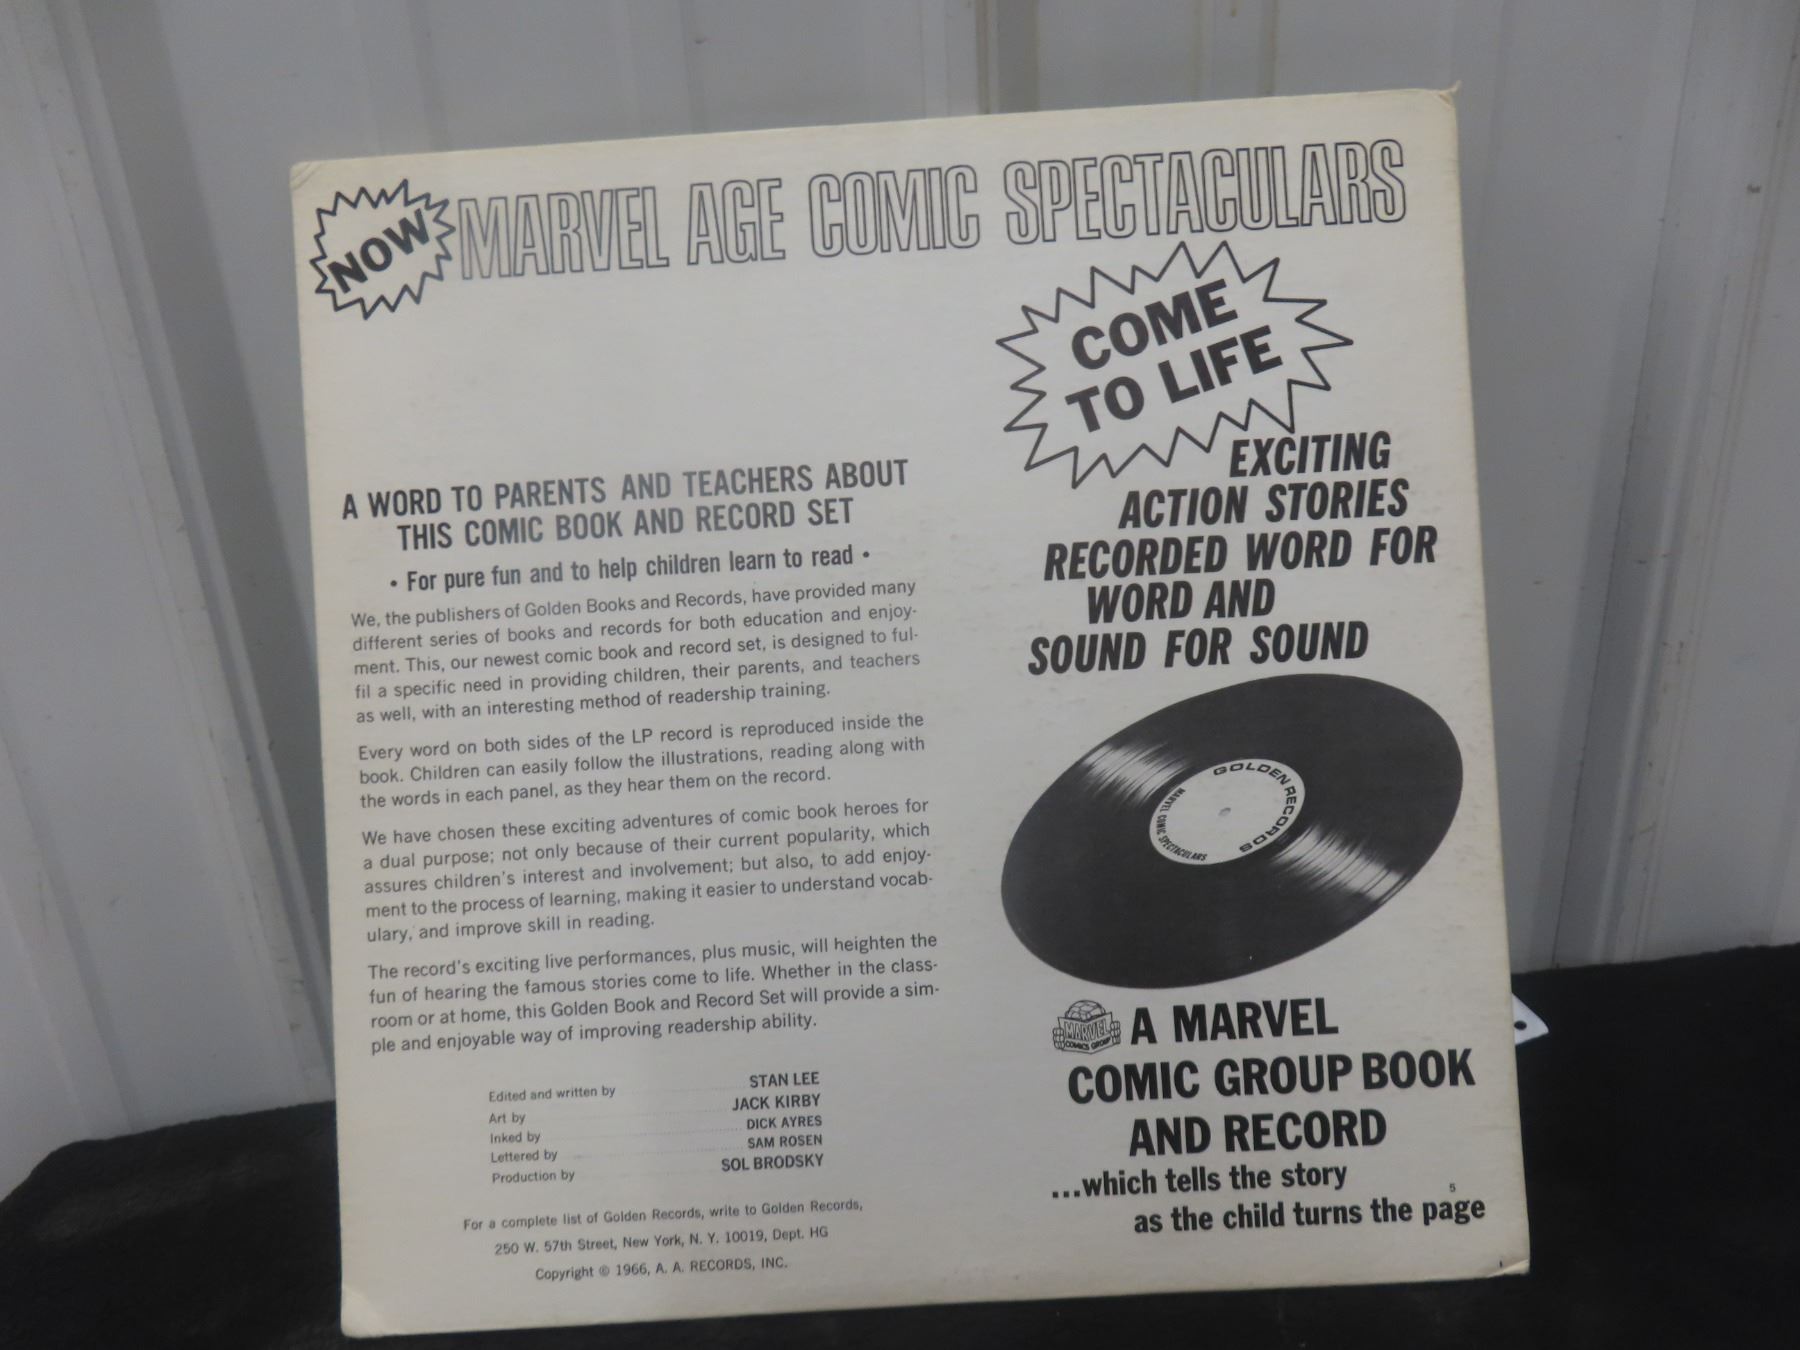 NOW
MARVEL AGE COMIC SPECTACULARS
COME
TO LIFE
EXCITING
ACTION STORIES
RECORDED WORD FOR
WORD AND
SOUND FOR SOUND
A WORD TO PARENTS AND TEACHERS ABOUT
THIS COMIC BOOK AND RECORD SET
• For pure fun and to help children learn to read •
We, the publishers of Golden Books and Records, have provided many
different series of books and records for both education and enjoy-
ment. This, our newest comic book and record set, is designed to ful-
fil a specific need in providing children, their parents, and teachers
as well, with an interesting method of readership training.
Every word on both sides of the LP record is reproduced inside the
book. Children can easily follow the illustrations, reading along with
the words in each panel, as they hear them on the record.
We have chosen these exciting adventures of comic book heroes for
a dual purpose; not only because of their current popularity, which
assures children's interest and involvement; but also, to add enjoy-
ment to the process of learning, making it easier to understand vocab-
ulary, and improve skill in reading.
The record's exciting live performances, plus music, will heighten the
fun of hearing the famous stories come to life. Whether in the class-
room or at home, this Golden Book and Record Set will provide a sim-
ple and enjoyable way of improving readership ability.
Edited and written by STAN LEE
Art by JACK KIRBY
Inked by DICK AYRES
Lettered by SAM ROSEN
Production by SOL BRODSKY
For a complete list of Golden Records, write to Golden Records,
250 W. 57th Street, New York, N. Y. 10019, Dept. HG
Copyright © 1966, A. A. RECORDS, INC.
GOLDEN RECORDS
MARVEL COMIC SPECTACULARS
MARVEL
COMICS GROUP
A MARVEL
COMIC GROUP BOOK
AND RECORD
...which tells the story
as the child turns the page
5